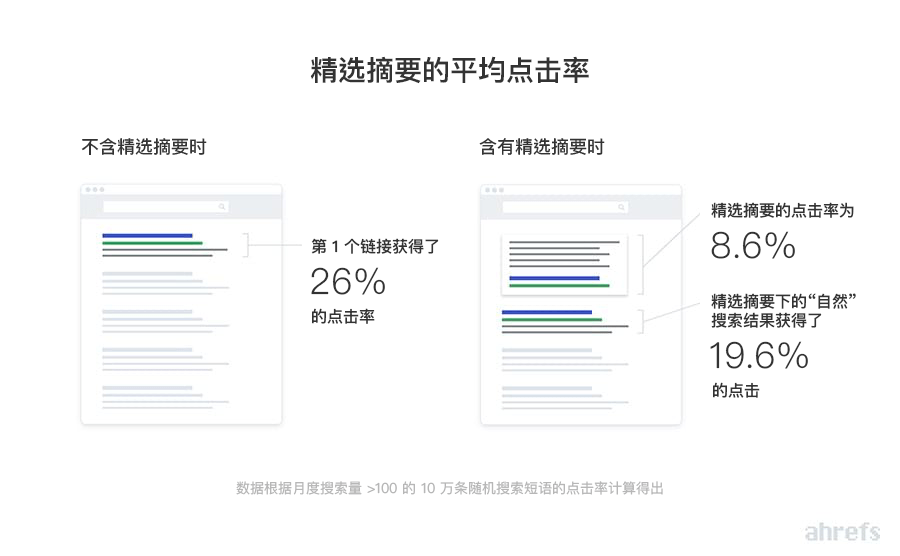 精选摘要的平均点击率
不含精选摘要时
第 1 个链接获得了
26%
的点击率
含有精选摘要时
精选摘要的点击率为
8.6%
精选摘要下的“自然”
搜索结果获得了
19.6%
的点击
数据根据月度搜索量 >100 的 10 万条随机搜索短语的点击率计算得出
ahrefs